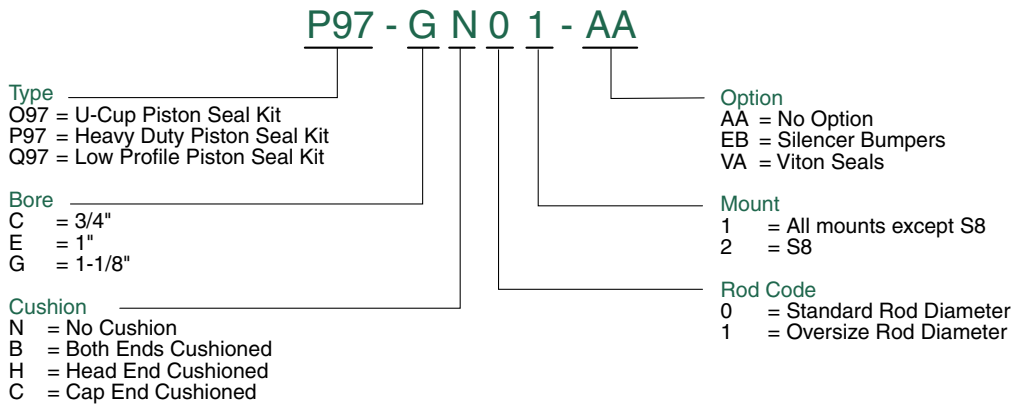 P97 - G N 0 1 - AA
Type
O97 = U-Cup Piston Seal Kit
P97 = Heavy Duty Piston Seal Kit
Q97 = Low Profile Piston Seal Kit
Bore
C = 3/4"
E = 1"
G = 1-1/8"
Cushion
N = No Cushion
B = Both Ends Cushioned
H = Head End Cushioned
C = Cap End Cushioned
Option
AA = No Option
EB = Silencer Bumpers
VA = Viton Seals
Mount
1 = All mounts except S8
2 = S8
Rod Code
0 = Standard Rod Diameter
1 = Oversize Rod Diameter